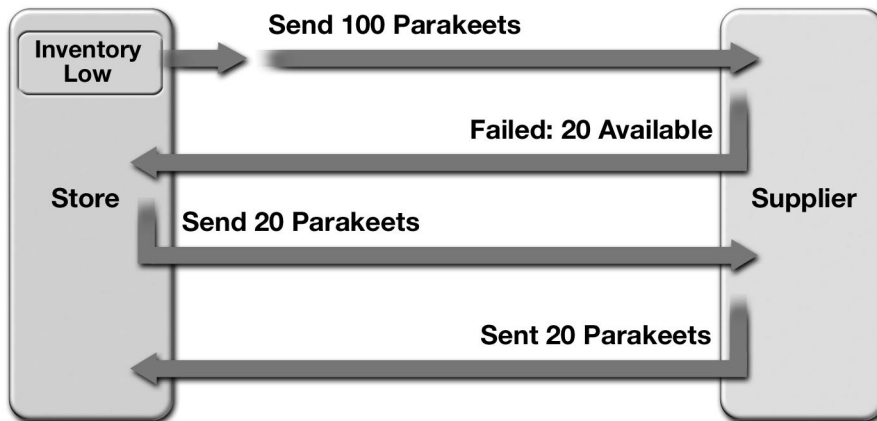 Send 100 Parakeets
Inventory
Low
Failed: 20 Available
Store
Supplier
Send 20 Parakeets
Sent 20 Parakeets